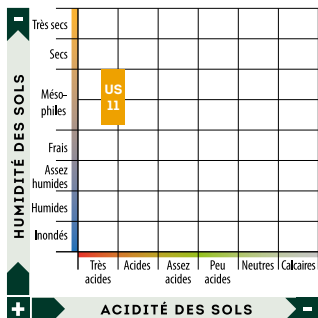 -
HUMIDITÉ DES SOLS
Très secs
Secs
Méso-
philes
Frais
Assez
humides
Humides
Inondés
US
11
Très
acides
Acides
Assez
acides
Peu
acides
Neutres
Calcaires
+
ACIDITÉ DES SOLS
-